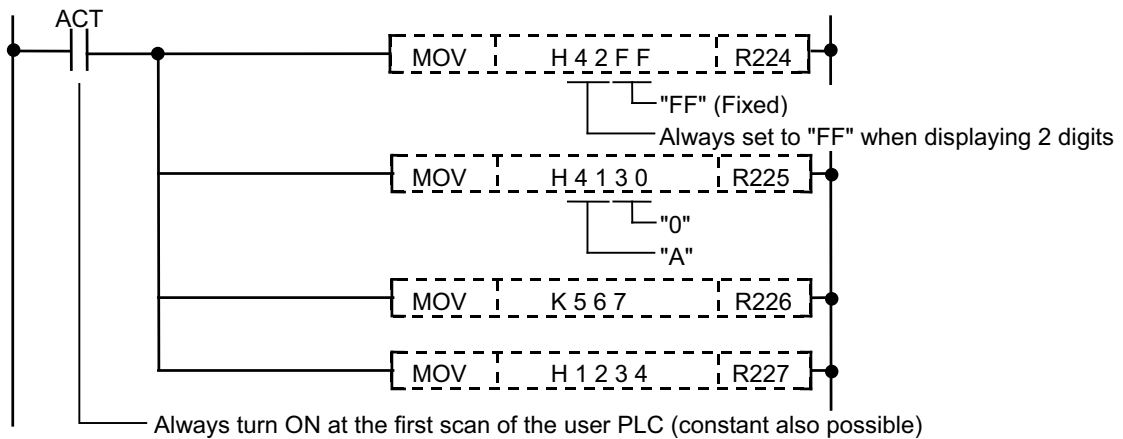 ACT
MOV H 4 2 F F R224
"FF" (Fixed)
Always set to "FF" when displaying 2 digits
MOV H 4 1 3 0 R225
"0"
"A"
MOV K 5 6 7 R226
MOV H 1 2 3 4 R227
Always turn ON at the first scan of the user PLC (constant also possible)